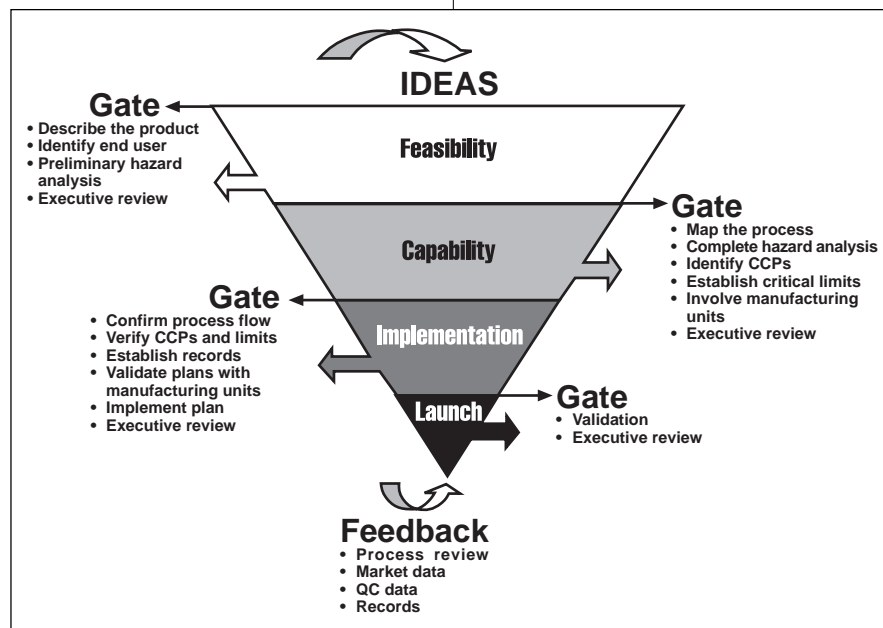 IDEAS
Gate
• Describe the product
• Identify end user
• Preliminary hazard
analysis
• Executive review
Feasibility
Gate
• Map the process
• Complete hazard analysis
• Identify CCPs
• Establish critical limits
• Involve manufacturing
units
• Executive review
Capability
Gate
• Confirm process flow
• Verify CCPs and limits
• Establish records
• Validate plans with
manufacturing units
• Implement plan
• Executive review
Implementation
Gate
• Validation
• Executive review
Launch
Feedback
• Process review
• Market data
• QC data
• Records